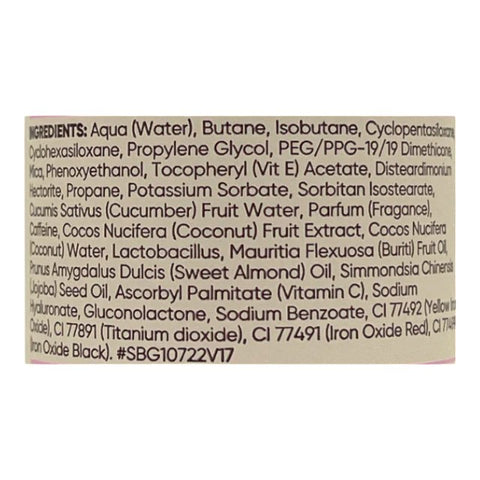 INGREDIENTS: Aqua (Water), Butane, Isobutane, Cyclopentasiloxane,
Cyclohexasiloxane, Propylene Glycol, PEG/PPG-19/19 Dimethicone,
Mica, Phenoxyethanol, Tocopheryl (Vit E) Acetate, Disteardimonium
Hectorite, Propane, Potassium Sorbate, Sorbitan Isostearate,
Cucumis Sativus (Cucumber) Fruit Water, Parfum (Fragrance),
Caffeine, Cocos Nucifera (Coconut) Fruit Extract, Cocos Nucifera
(Coconut) Water, Lactobacillus, Mauritia Flexuosa (Buriti) Fruit Oil,
Prunus Amygdalus Dulcis (Sweet Almond) Oil, Simmondsia Chinensis
(Jojoba) Seed Oil, Ascorbyl Palmitate (Vitamin C), Sodium
Hyaluronate, Gluconolactone, Sodium Benzoate, CI 77492 (Yellow Iron
Oxide), CI 77891 (Titanium dioxide), CI 77491 (Iron Oxide Red), CI
(Iron Oxide Black). #SBG10722V17